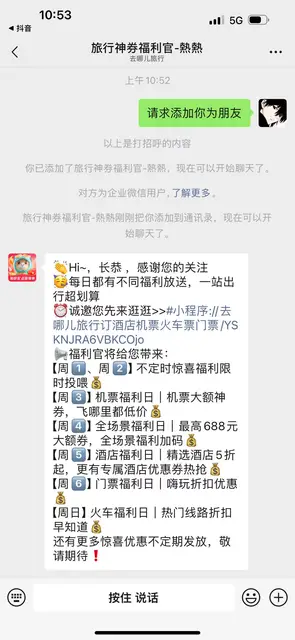 10:53
5G
69
抖音
旅行神券福利官-熱熱
去哪儿旅行
上午10:52
请求添加你为朋友
以上是打招呼的内容
你已添加了旅行神券福利官-熱熱，现在可以开始聊天了。
对方为企业微信用户，了解更多。
旅行神券福利官-熱熱刚刚把你添加到通讯录，现在可以开
始聊天了。
👏Hi~，长恭 ，感谢您的关注
🥳每日都有不同福利放送，一站出
行超划算
⏰诚邀您先来逛逛>>#小程序://去
哪儿旅行订酒店机票火车票门票/YS
KNJRA6VBKCOjo
📢福利官将给您带来：
【周1️⃣、周2️⃣】不定时惊喜福利限
时投喂💰
【周3️⃣】机票福利日｜机票大额神
券，飞哪里都低价💰
【周4️⃣】全场景福利日｜最高688元
大额券，全场景福利加码💰
【周5️⃣】酒店福利日｜精选酒店5折
起，更有专属酒店优惠券热抢💰
【周6️⃣】门票福利日｜嗨玩折扣优惠
💰
【周日】火车福利日｜热门线路折扣
早知道💰
还有更多惊喜优惠不定期发放，敬
请期待❗
按住 说话